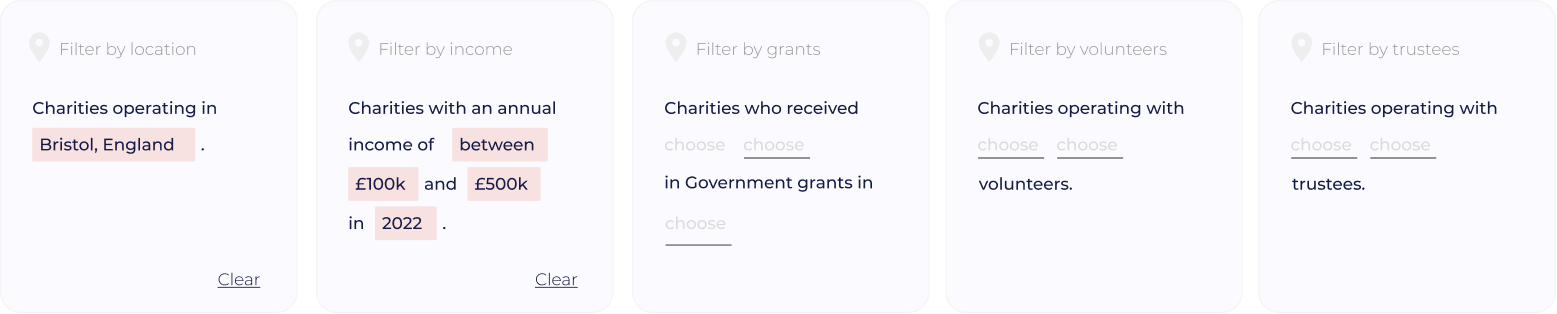 Filter by location
Charities operating in
Bristol, England .
Clear
Filter by income
Charities with an annual
income of between
£100k and £500k
in 2022 .
Clear
Filter by grants
Charities who received
choose choose
in Government grants in
choose
Filter by volunteers
Charities operating with
choose choose
volunteers.
Filter by trustees
Charities operating with
choose choose
trustees.